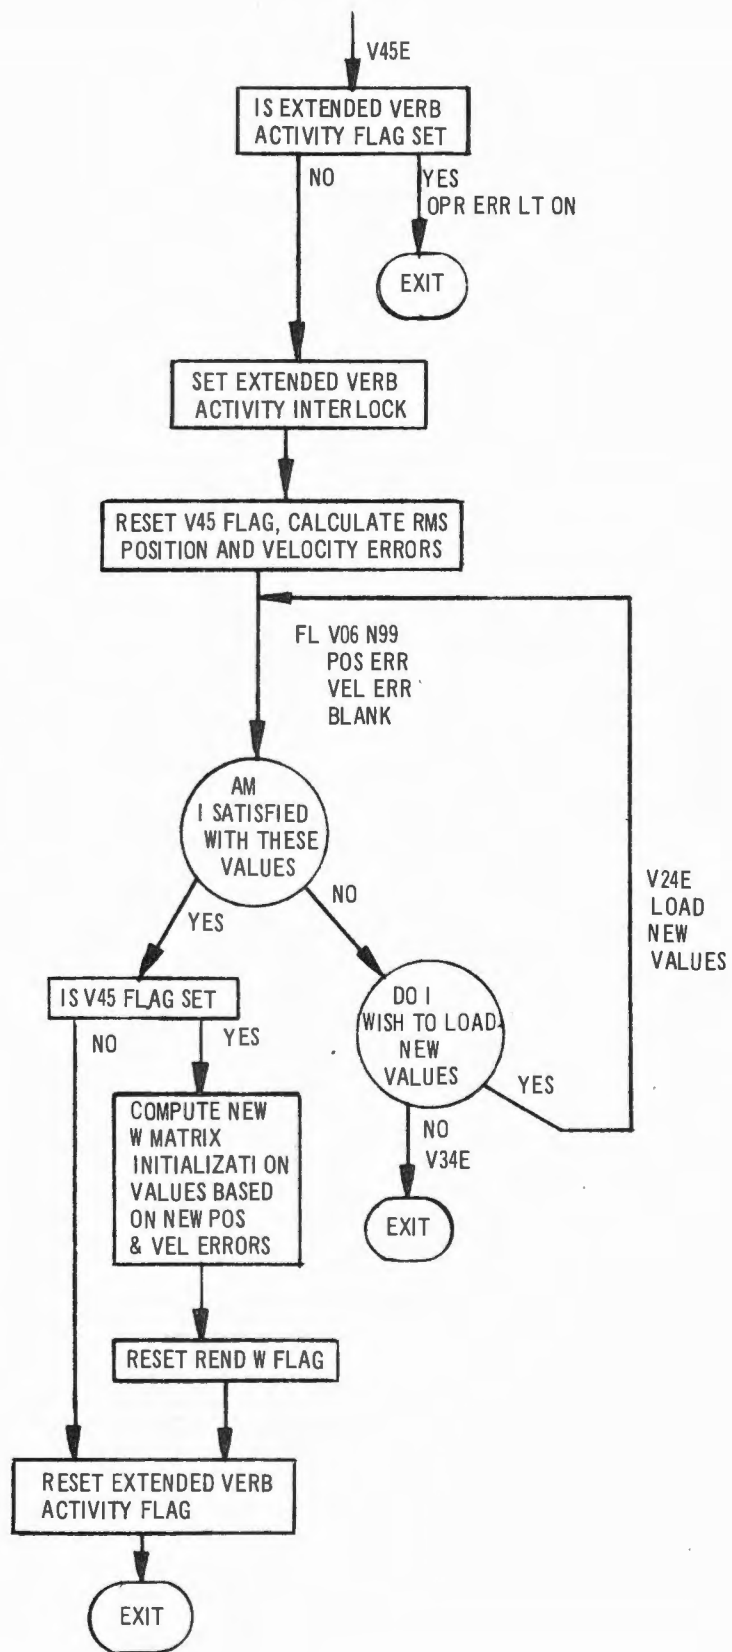 V45E
IS EXTENDED VERB
ACTIVITY FLAG SET
NO
YES
OPR ERR LT ON
EXIT
SET EXTENDED VERB
ACTIVITY INTERLOCK
RESET V45 FLAG, CALCULATE RMS
POSITION AND VELOCITY ERRORS
FL V06 N99
POS ERR
VEL ERR
BLANK
AM
I SATISFIED
WITH THESE
VALUES
V24E
LOAD
NEW
VALUES
YES
NO
IS V45 FLAG SET
DO I
WISH TO LOAD
NEW
VALUES
NO
YES
YES
COMPUTE NEW
W MATRIX
INITIALIZATI ON
VALUES BASED
ON NEW POS
& VEL ERRORS
NO
V34E
EXIT
RESET REND W FLAG
RESET EXTENDED VERB
ACTIVITY FLAG
EXIT